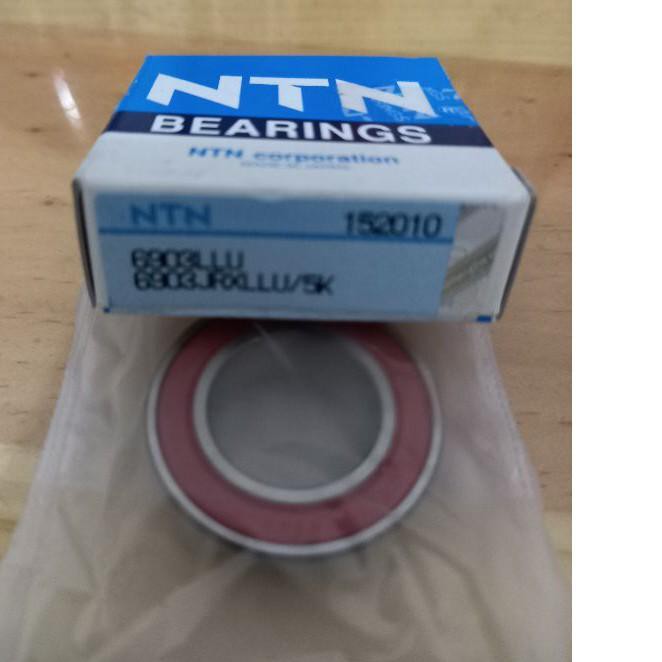 NTN
BEARINGS
NTN corporation
NTN 152010
6903LLU
6903JRXLLU/5K